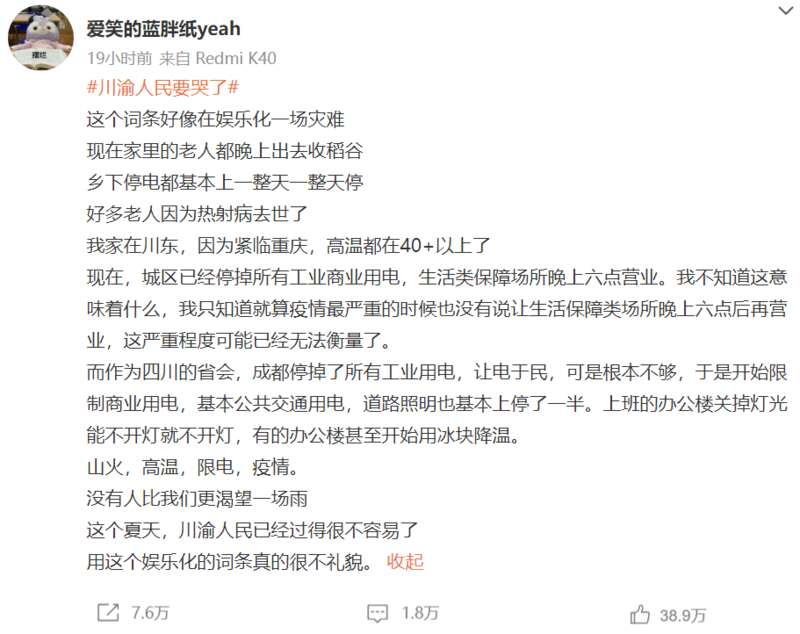 爱笑的蓝胖纸yeah
19小时前 来自 Redmi K40
#川渝人民要哭了#
这个词条好像在娱乐化一场灾难
现在家里的老人都晚上出去收稻谷
乡下停电都基本上一整天一整天停
好多老人因为热射病去世了
我家在川东，因为紧临重庆，高温都在40+以上了
现在，城区已经停掉所有工业商业用电，生活类保障场所晚上六点营业。我不知道这意
味着什么，我只知道就算疫情最严重的时候也没有说让生活保障类场所晚上六点后再营
业，这严重程度可能已经无法衡量了。
而作为四川的省会，成都停掉了所有工业用电，让电于民，可是根本不够，于是开始限
制商业用电，基本公共交通用电，道路照明也基本上停了一半。上班的办公楼关掉灯光
能不开灯就不开灯，有的办公楼甚至开始用冰块降温。
山火，高温，限电，疫情。
没有人比我们更渴望一场雨
这个夏天，川渝人民已经过得很不容易了
用这个娱乐化的词条真的很不礼貌。 收起
7.6万 1.8万 38.9万